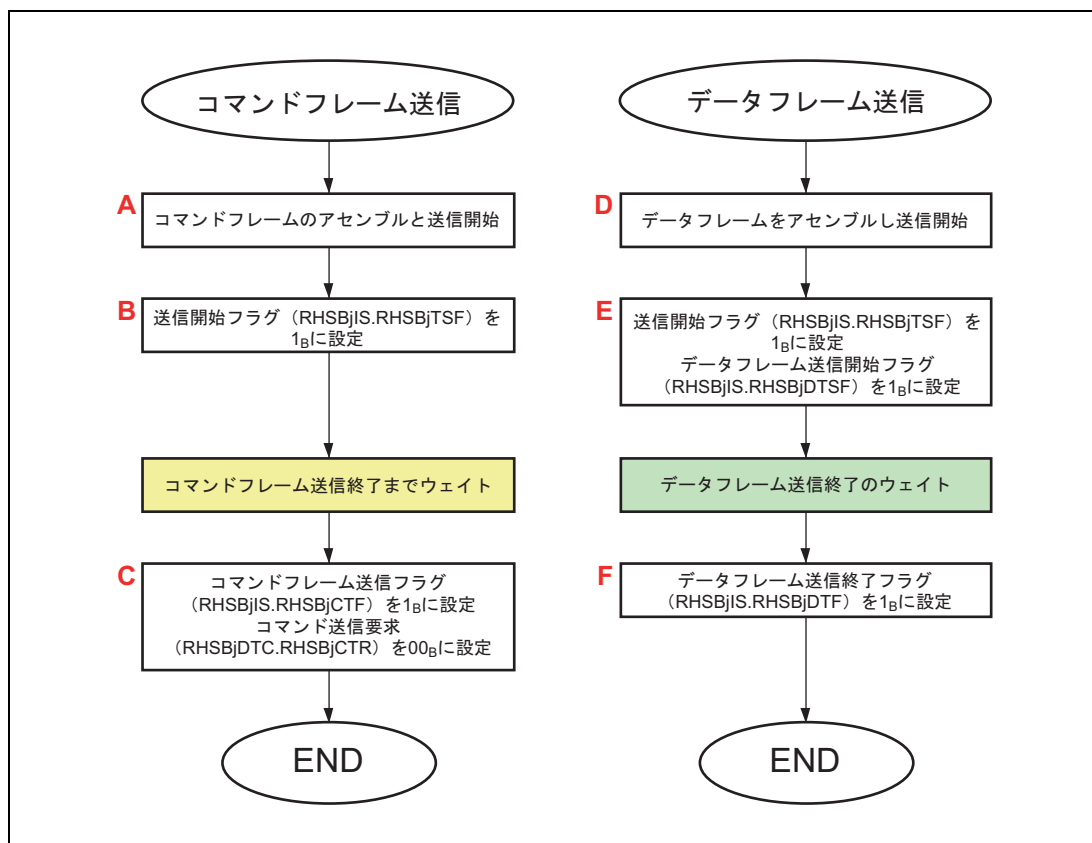 コマンドフレーム送信
A
コマンドフレームのアセンブルと送信開始
B
送信開始フラグ（RHSBjIS.RHSBjTSF）を
1Bに設定
コマンドフレーム送信終了までウェイト
C
コマンドフレーム送信フラグ
（RHSBjIS.RHSBjCTF）を1Bに設定
コマンド送信要求
（RHSBjDTC.RHSBjCTR）を00Bに設定
END
データフレーム送信
D
データフレームをアセンブルし送信開始
E
送信開始フラグ（RHSBjIS.RHSBjTSF）を
1Bに設定
データフレーム送信開始フラグ
（RHSBjIS.RHSBjDTSF）を1Bに設定
データフレーム送信終了のウェイト
F
データフレーム送信終了フラグ
（RHSBjIS.RHSBjDTF）を1Bに設定
END